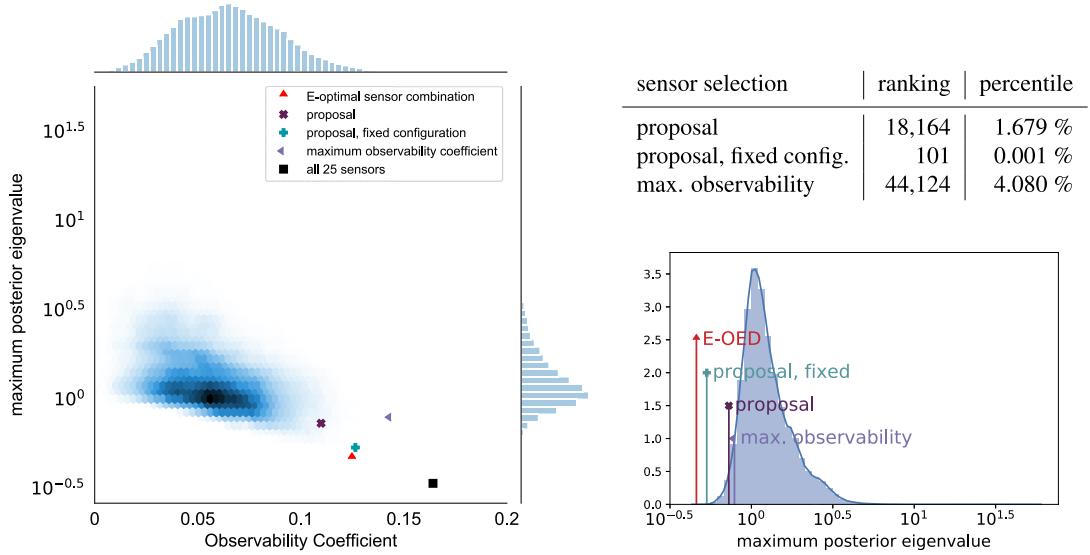 E-optimal sensor combination
proposal
proposal, fixed configuration
maximum observability coefficient
all 25 sensors
maximum posterior eigenvalue
10^1.5
10^1
10^0.5
10^0
10^-0.5
0 0.05 0.1 0.15 0.2
Observability Coefficient
sensor selection ranking percentile
proposal 18,164 1.679 %
proposal, fixed config. 101 0.001 %
max. observability 44,124 4.080 %
3.5
3.0
2.5
2.0
1.5
1.0
0.5
0.0
E-OED
proposal, fixed
proposal
max. observability
10^-0.5 10^0 10^0.5 10^1 10^1.5
maximum posterior eigenvalue